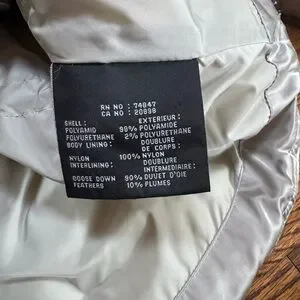 RN NO : 74847
CA NO : 20898
SHELL : EXTERIEUR :
POLYAMID 98% POLYAMIDE
POLYURETHANE 2% POLYURETHANE
BODY LINING : DOUBLURE
DE CORPS :
NYLON 100% NYLON
INTERLINING : DOUBLURE
INTERMEDIAIRE :
GOOSE DOWN 90% DUVET D'OIE
FEATHERS 10% PLUMES